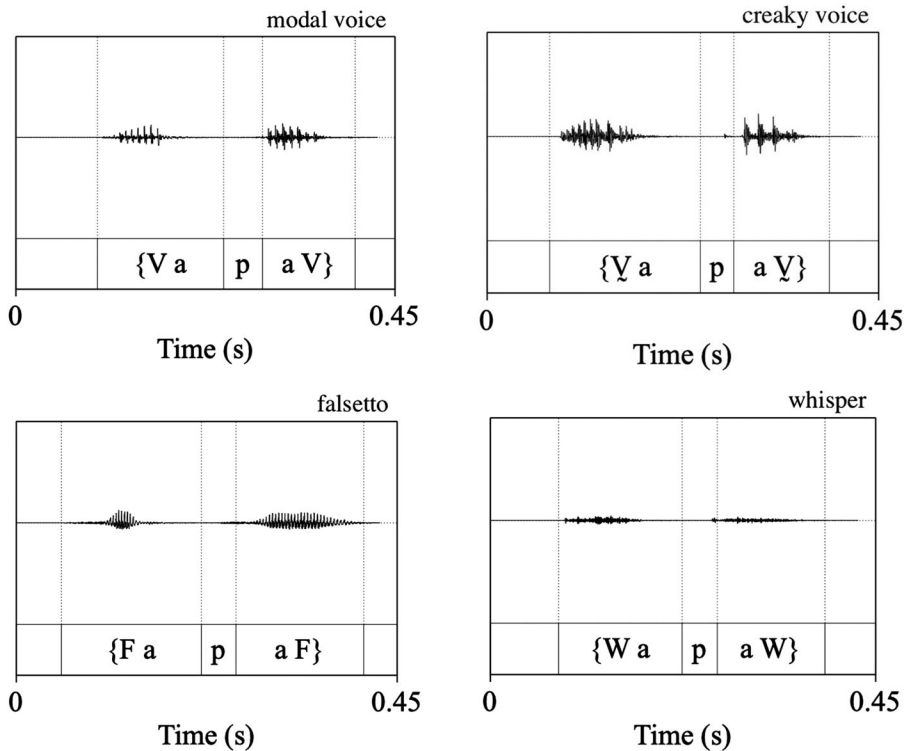 modal voice
{V a p a V}
0 0.45
Time (s)
creaky voice
{V̰ a p a V̰}
0 0.45
Time (s)
falsetto
{F a p a F}
0 0.45
Time (s)
whisper
{W a p a W}
0 0.45
Time (s)